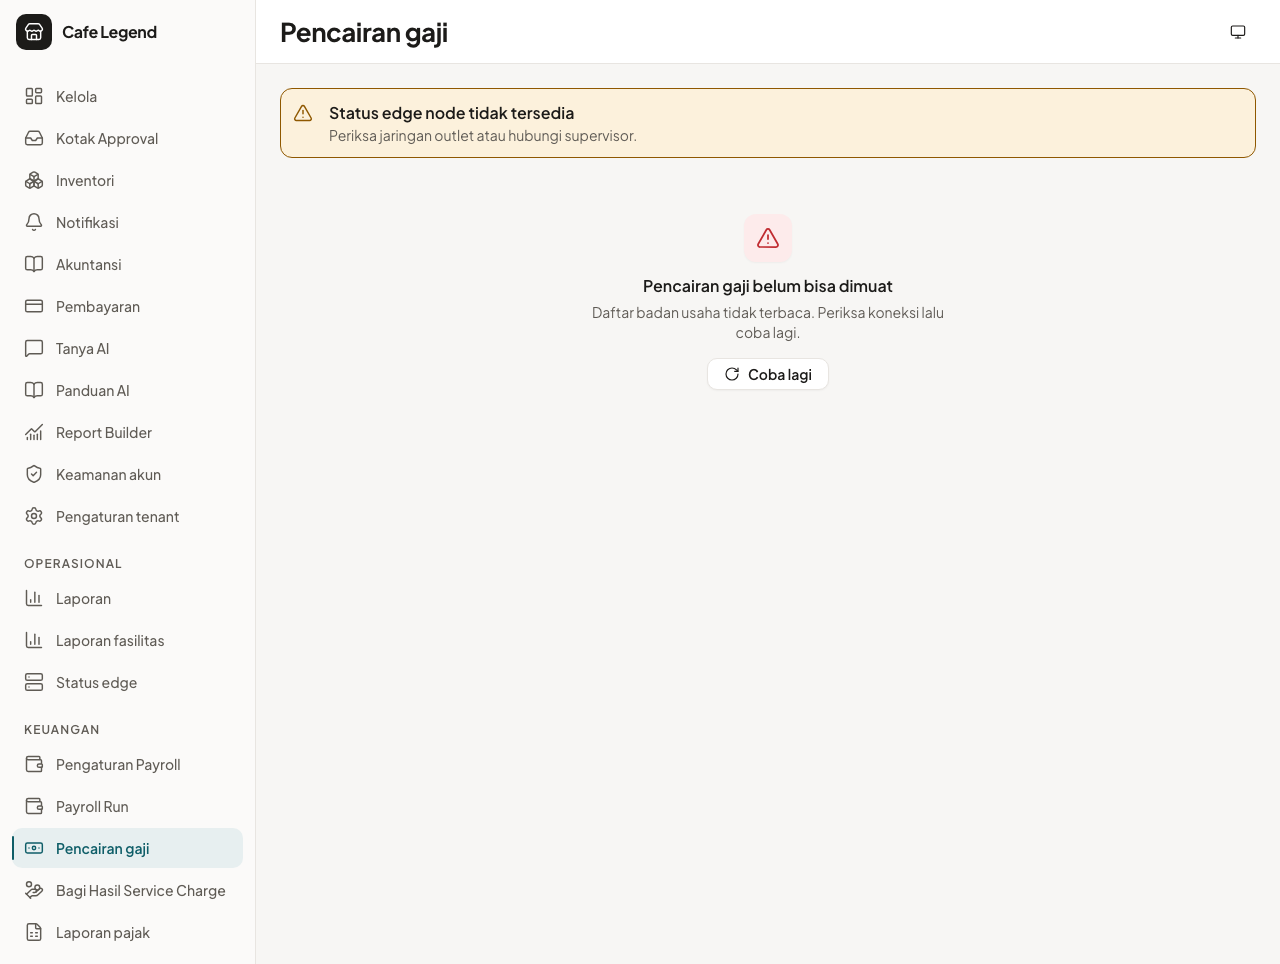 Cafe Legend
Kelola
Kotak Approval
Inventori
Notifikasi
Akuntansi
Pembayaran
Tanya AI
Panduan AI
Report Builder
Keamanan akun
Pengaturan tenant
OPERASIONAL
Laporan
Laporan fasilitas
Status edge
KEUANGAN
Pengaturan Payroll
Payroll Run
Pencairan gaji
Bagi Hasil Service Charge
Laporan pajak
Pencairan gaji
Status edge node tidak tersedia
Periksa jaringan outlet atau hubungi supervisor.
Pencairan gaji belum bisa dimuat
Daftar badan usaha tidak terbaca. Periksa koneksi lalu
coba lagi.
Coba lagi